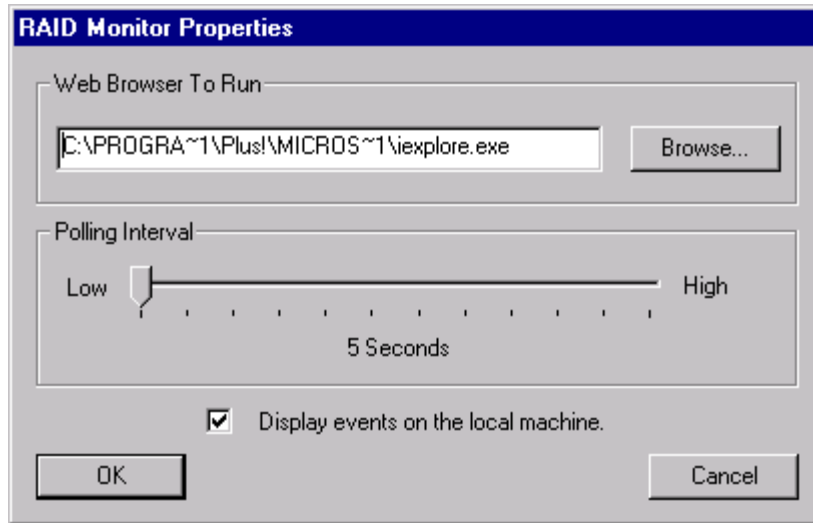 RAID Monitor Properties
Web Browser To Run
C:\PROGRA~1\Plus!\MICROS~1\iexplore.exe
Browse...
Polling Interval
Low
High
5 Seconds
Display events on the local machine.
OK
Cancel